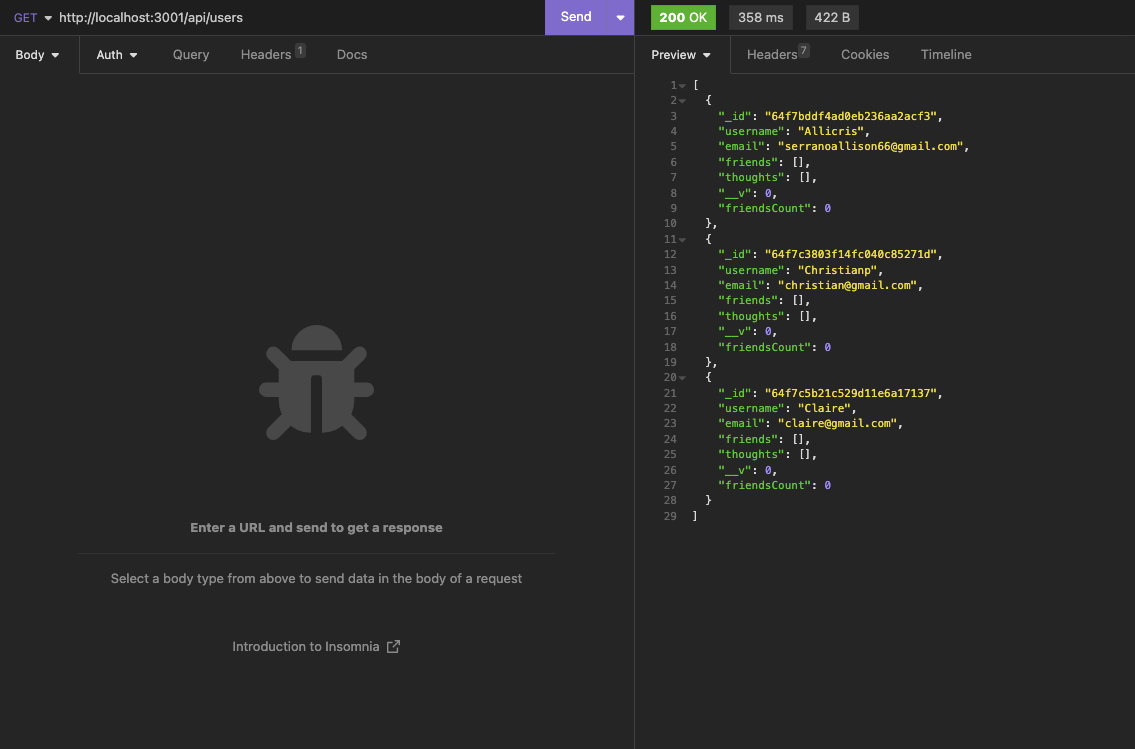 GET http://localhost:3001/api/users Send 200 OK 358 ms 422 B
Body Auth Query Headers 1 Docs Preview Headers 7 Cookies Timeline
1 [
2 {
3 "_id": "64f7bddf4ad0eb236aa2acf3",
4 "username": "Allicris",
5 "email": "serranoallison66@gmail.com",
6 "friends": [],
7 "thoughts": [],
8 "__v": 0,
9 "friendsCount": 0
10 },
11 {
12 "_id": "64f7c3803f14fc040c85271d",
13 "username": "Christianp",
14 "email": "christian@gmail.com",
15 "friends": [],
16 "thoughts": [],
17 "__v": 0,
18 "friendsCount": 0
19 },
20 {
21 "_id": "64f7c5b21c529d11e6a17137",
22 "username": "Claire",
23 "email": "claire@gmail.com",
24 "friends": [],
25 "thoughts": [],
26 "__v": 0,
27 "friendsCount": 0
28 }
29 ]
Enter a URL and send to get a response
Select a body type from above to send data in the body of a request
Introduction to Insomnia